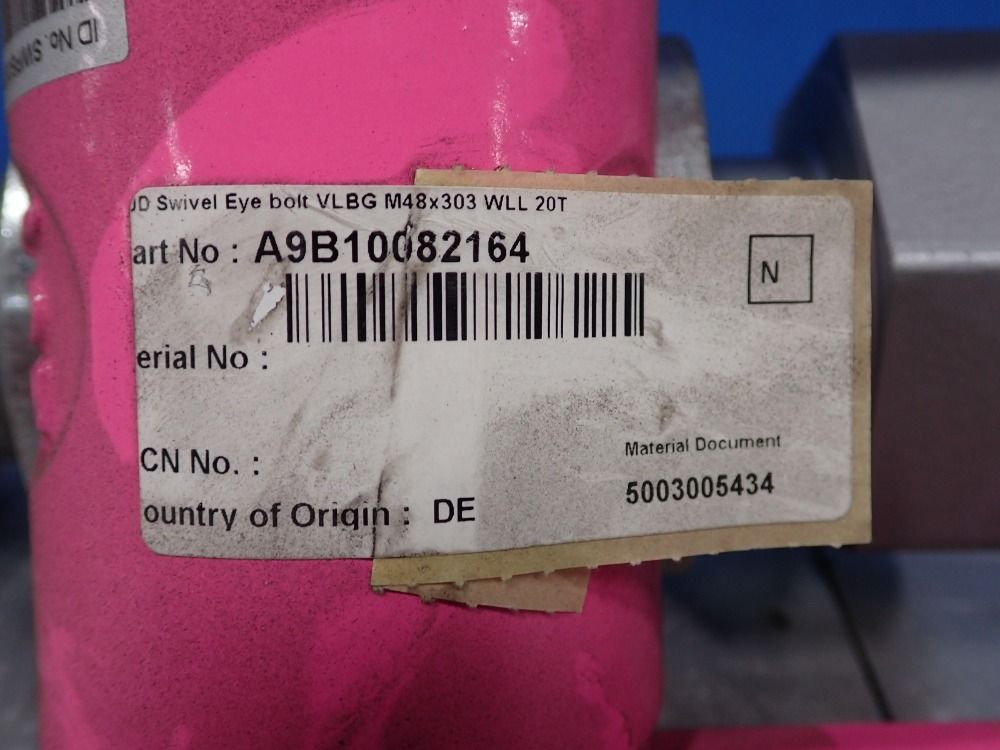 ID No. SWPS
JD Swivel Eye bolt VLBG M48x303 WLL 20T
art No : A9B10082164
N
erial No :
CN No. :
Material Document
5003005434
ountry of Origin : DE